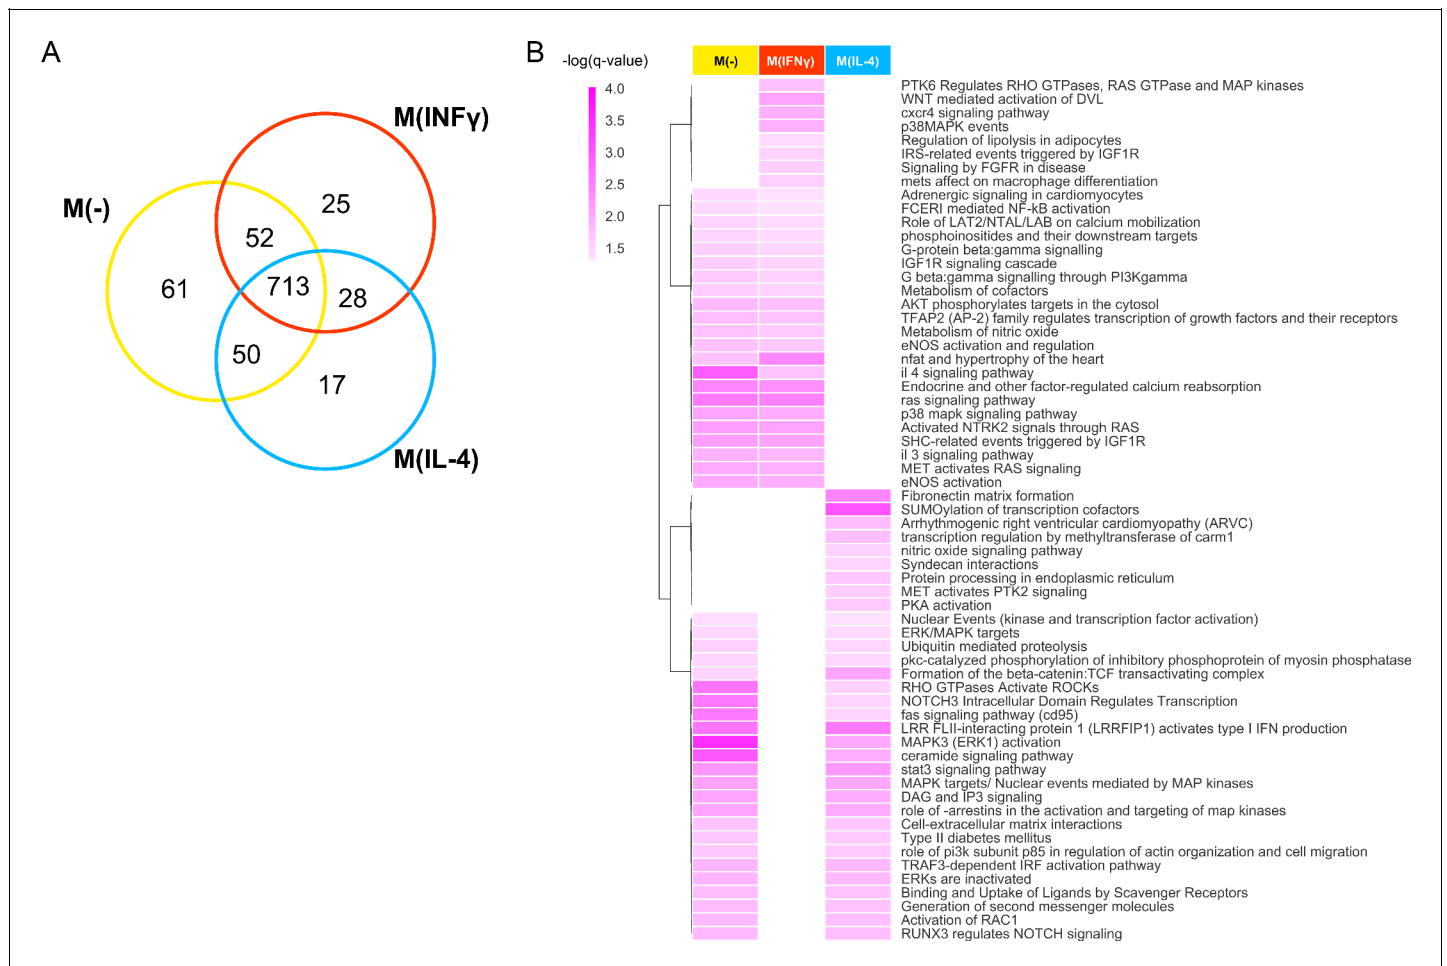 A
M(INFγ)
M(-)
25
52
61
713
28
50
17
M(IL-4)
B
-log(q-value)
4.0
3.5
3.0
2.5
2.0
1.5
M(-)
M(IFNγ)
M(IL-4)
PTK6 Regulates RHO GTPases, RAS GTPase and MAP kinases
WNT mediated activation of DVL
cxcr4 signaling pathway
p38MAPK events
Regulation of lipolysis in adipocytes
IRS-related events triggered by IGF1R
Signaling by FGFR in disease
mets affect on macrophage differentiation
Adrenergic signaling in cardiomyocytes
FCERI mediated NF-kB activation
Role of LAT2/NTAL/LAB on calcium mobilization
phosphoinositides and their downstream targets
G-protein beta:gamma signalling
IGF1R signaling cascade
G beta:gamma signalling through PI3Kgamma
Metabolism of cofactors
AKT phosphorylates targets in the cytosol
TFAP2 (AP-2) family regulates transcription of growth factors and their receptors
Metabolism of nitric oxide
eNOS activation and regulation
nfat and hypertrophy of the heart
il 4 signaling pathway
Endocrine and other factor-regulated calcium reabsorption
ras signaling pathway
p38 mapk signaling pathway
Activated NTRK2 signals through RAS
SHC-related events triggered by IGF1R
il 3 signaling pathway
MET activates RAS signaling
eNOS activation
Fibronectin matrix formation
SUMOylation of transcription cofactors
Arrhythmogenic right ventricular cardiomyopathy (ARVC)
transcription regulation by methyltransferase of carm1
nitric oxide signaling pathway
Syndecan interactions
Protein processing in endoplasmic reticulum
MET activates PTK2 signaling
PKA activation
Nuclear Events (kinase and transcription factor activation)
ERK/MAPK targets
Ubiquitin mediated proteolysis
pkc-catalyzed phosphorylation of inhibitory phosphoprotein of myosin phosphatase
Formation of the beta-catenin:TCF transactivating complex
RHO GTPases Activate ROCKs
NOTCH3 Intracellular Domain Regulates Transcription
fas signaling pathway (cd95)
LRR FLII-interacting protein 1 (LRRFIP1) activates type I IFN production
MAPK3 (ERK1) activation
ceramide signaling pathway
stat3 signaling pathway
MAPK targets/ Nuclear events mediated by MAP kinases
DAG and IP3 signaling
role of -arrestins in the activation and targeting of map kinases
Cell-extracellular matrix interactions
Type II diabetes mellitus
role of pi3k subunit p85 in regulation of actin organization and cell migration
TRAF3-dependent IRF activation pathway
ERKs are inactivated
Binding and Uptake of Ligands by Scavenger Receptors
Generation of second messenger molecules
Activation of RAC1
RUNX3 regulates NOTCH signaling